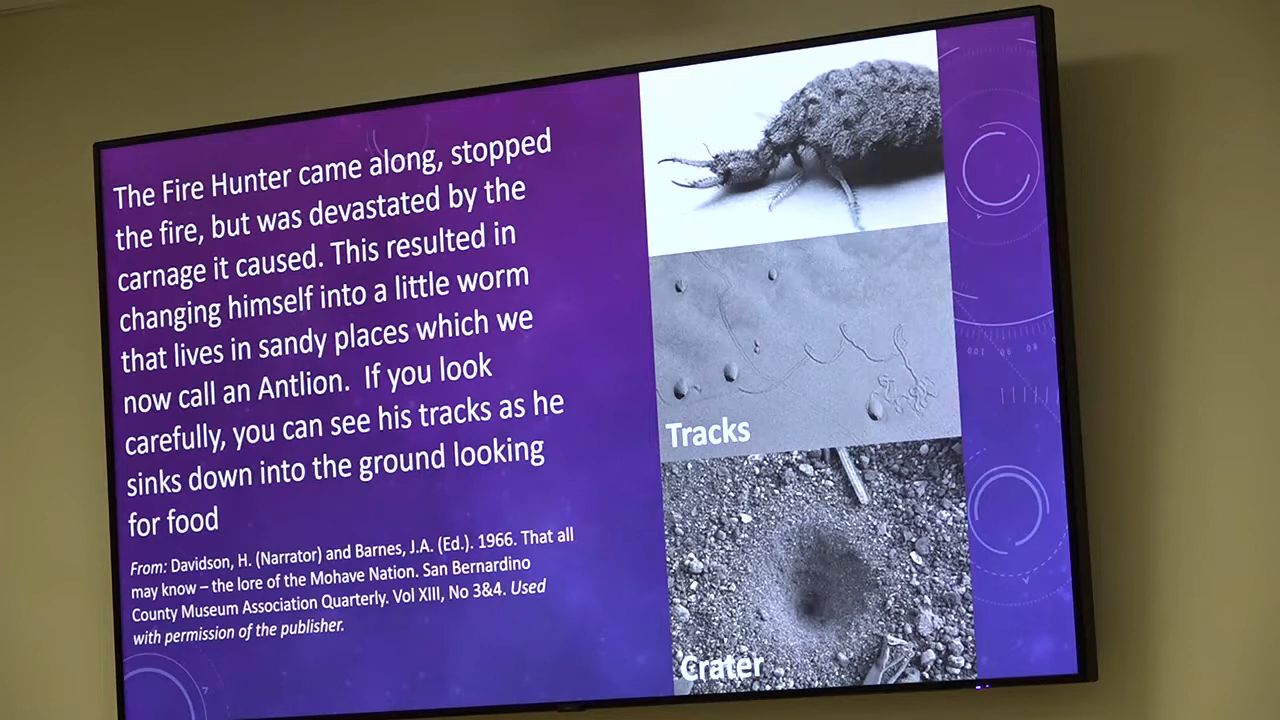 The Fire Hunter came along, stopped
the fire, but was devastated by the
carnage it caused. This resulted in
changing himself into a little worm
that lives in sandy places which we
now call an Antlion.  If you look
carefully, you can see his tracks as he
sinks down into the ground looking
for food
From: Davidson, H. (Narrator) and Barnes, J.A. (Ed.). 1966. That all
may know – the lore of the Mohave Nation. San Bernardino
County Museum Association Quarterly. Vol XIII, No 3&4. Used
with permission of the publisher.
Tracks
Crater